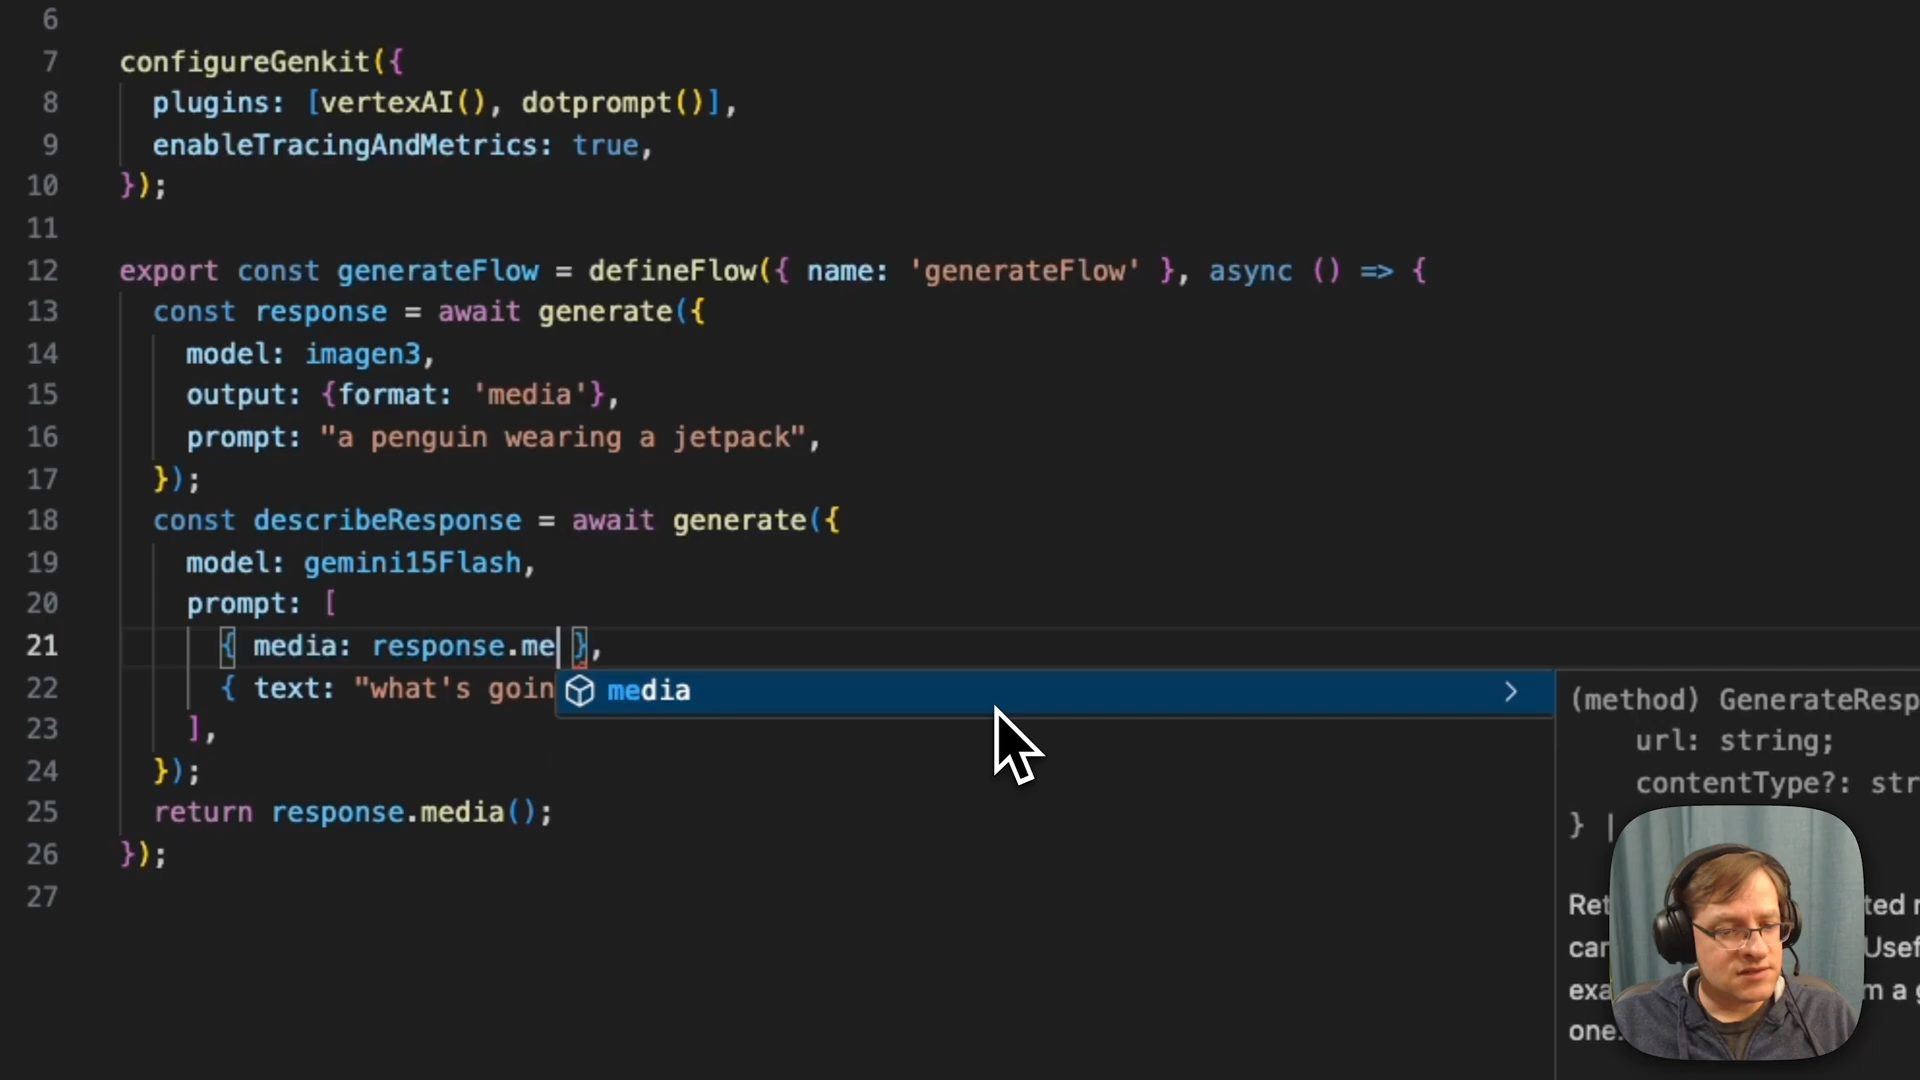 6
7 configureGenkit({
8 plugins: [vertexAI(), dotprompt()],
9 enableTracingAndMetrics: true,
10 });
11
12 export const generateFlow = defineFlow({ name: 'generateFlow' }, async () => {
13 const response = await generate({
14 model: imagen3,
15 output: {format: 'media'},
16 prompt: "a penguin wearing a jetpack",
17 });
18 const describeResponse = await generate({
19 model: gemini15Flash,
20 prompt: [
21 { media: response.me },
22 { text: "what's goin
media
23 ],
24 });
25 return response.media();
26 });
27
(method) GenerateResp
url: string;
contentType?: str
} |
Ret
ted
car
Usef
exa
m a
one.